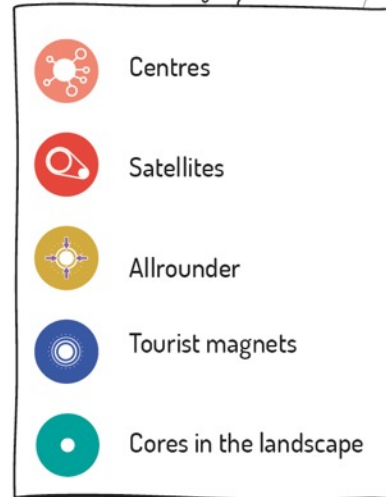 Centres
Satellites
Allrounder
Tourist magnets
Cores in the landscape